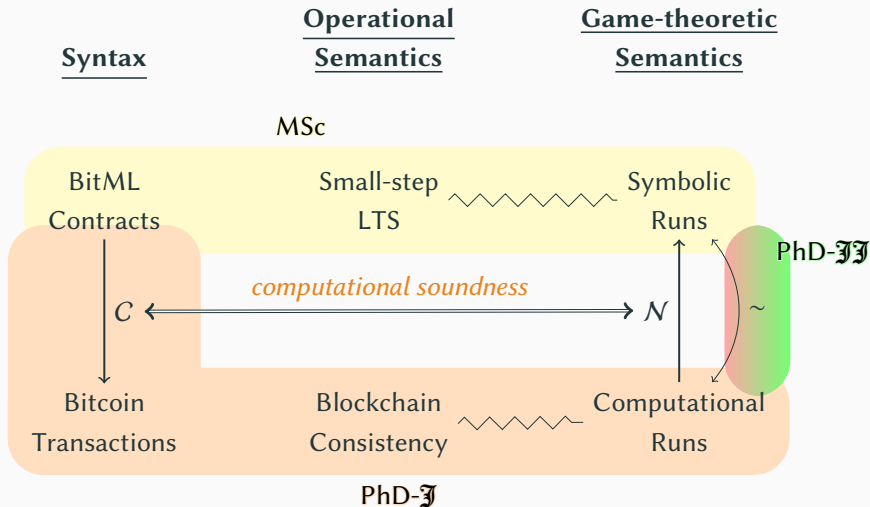 Syntax
Operational
Semantics
Game-theoretic
Semantics
MSc
BitML
Contracts
Small-step
LTS
Symbolic
Runs
PhD-𝕴𝕴
computational soundness
𝒞
𝒩
~
Bitcoin
Transactions
Blockchain
Consistency
Computational
Runs
PhD-𝕴